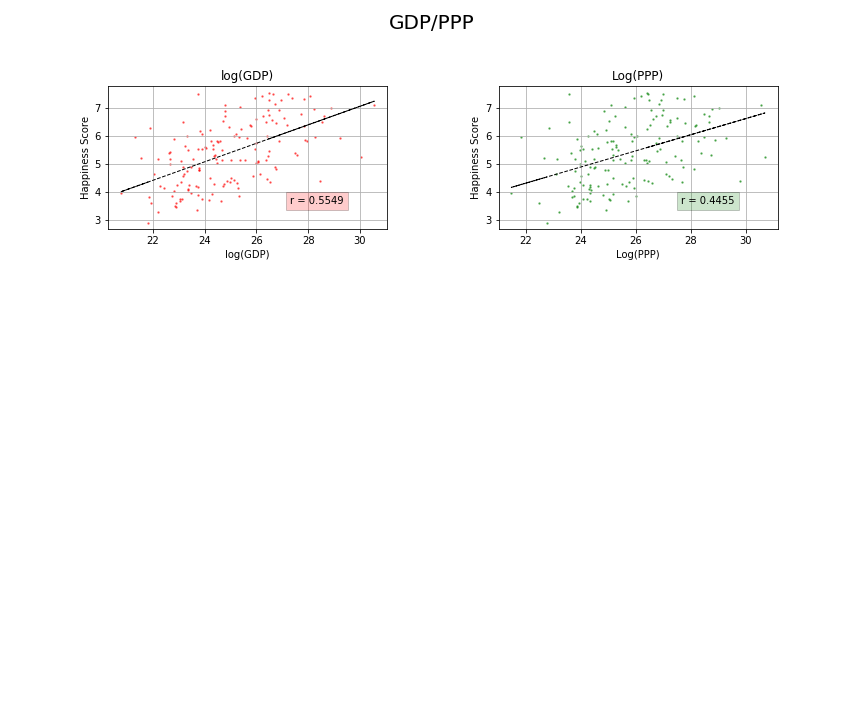 GDP/PPP
log(GDP)
Happiness Score
7
6
5
4
3
r = 0.5549
22
24
26
28
30
log(GDP)
Log(PPP)
Happiness Score
7
6
5
4
3
r = 0.4455
22
24
26
28
30
Log(PPP)